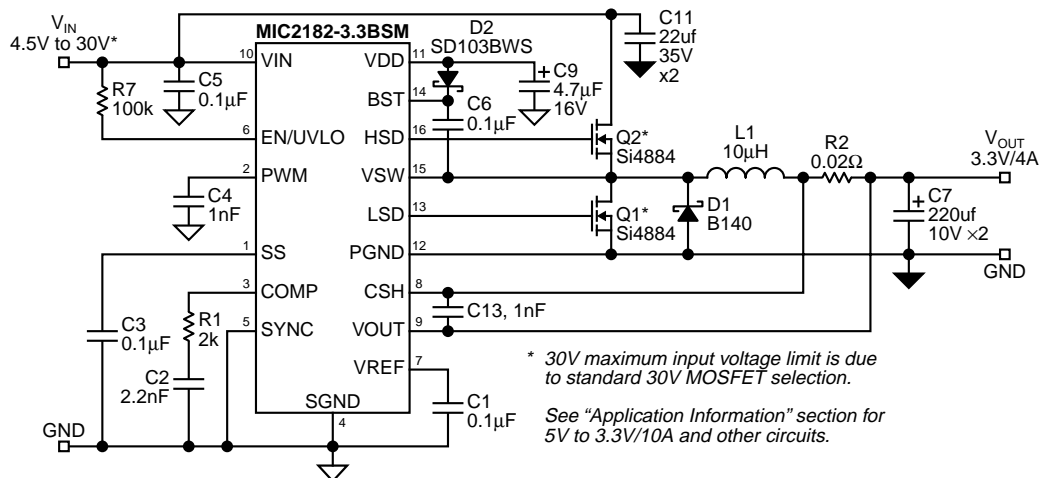 VIN
4.5V to 30V*
MIC2182-3.3BSM
D2
SD103BWS
C11
22uf
35V
x2
10
VIN
VDD
11
C5
0.1µF
R7
100k
BST
14
C6
0.1µF
C9
+
4.7µF
16V
6
EN/UVLO
HSD
16
Q2*
Si4884
L1
10µH
R2
0.02Ω
VOUT
3.3V/4A
2
PWM
VSW
15
C4
1nF
LSD
13
Q1*
Si4884
D1
B140
+
C7
220uf
10V ×2
1
SS
PGND
12
GND
3
COMP
CSH
8
C13, 1nF
C3
0.1µF
R1
2k
5
SYNC
VOUT
9
C2
2.2nF
VREF
7
C1
0.1µF
SGND
4
GND
* 30V maximum input voltage limit is due
to standard 30V MOSFET selection.
See “Application Information” section for
5V to 3.3V/10A and other circuits.